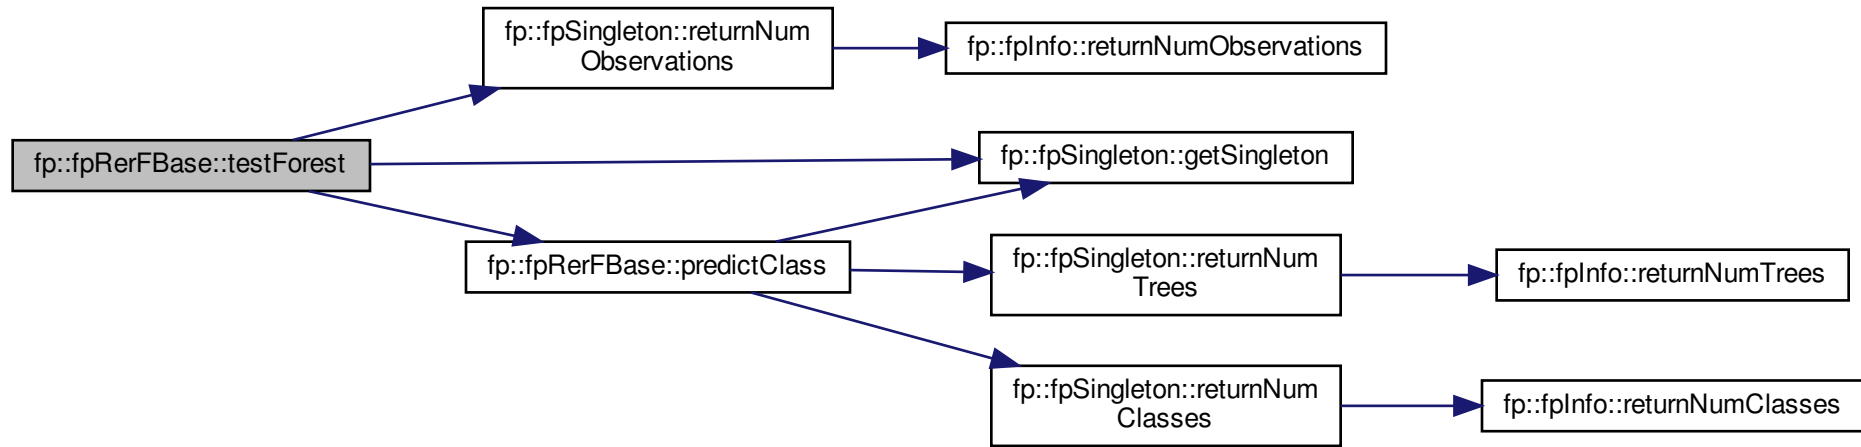 fp::fpSingleton::returnNum
Observations
fp::fpInfo::returnNumObservations
fp::fpRerFBase::testForest
fp::fpSingleton::getSingleton
fp::fpRerFBase::predictClass
fp::fpSingleton::returnNum
Trees
fp::fpInfo::returnNumTrees
fp::fpSingleton::returnNum
Classes
fp::fpInfo::returnNumClasses